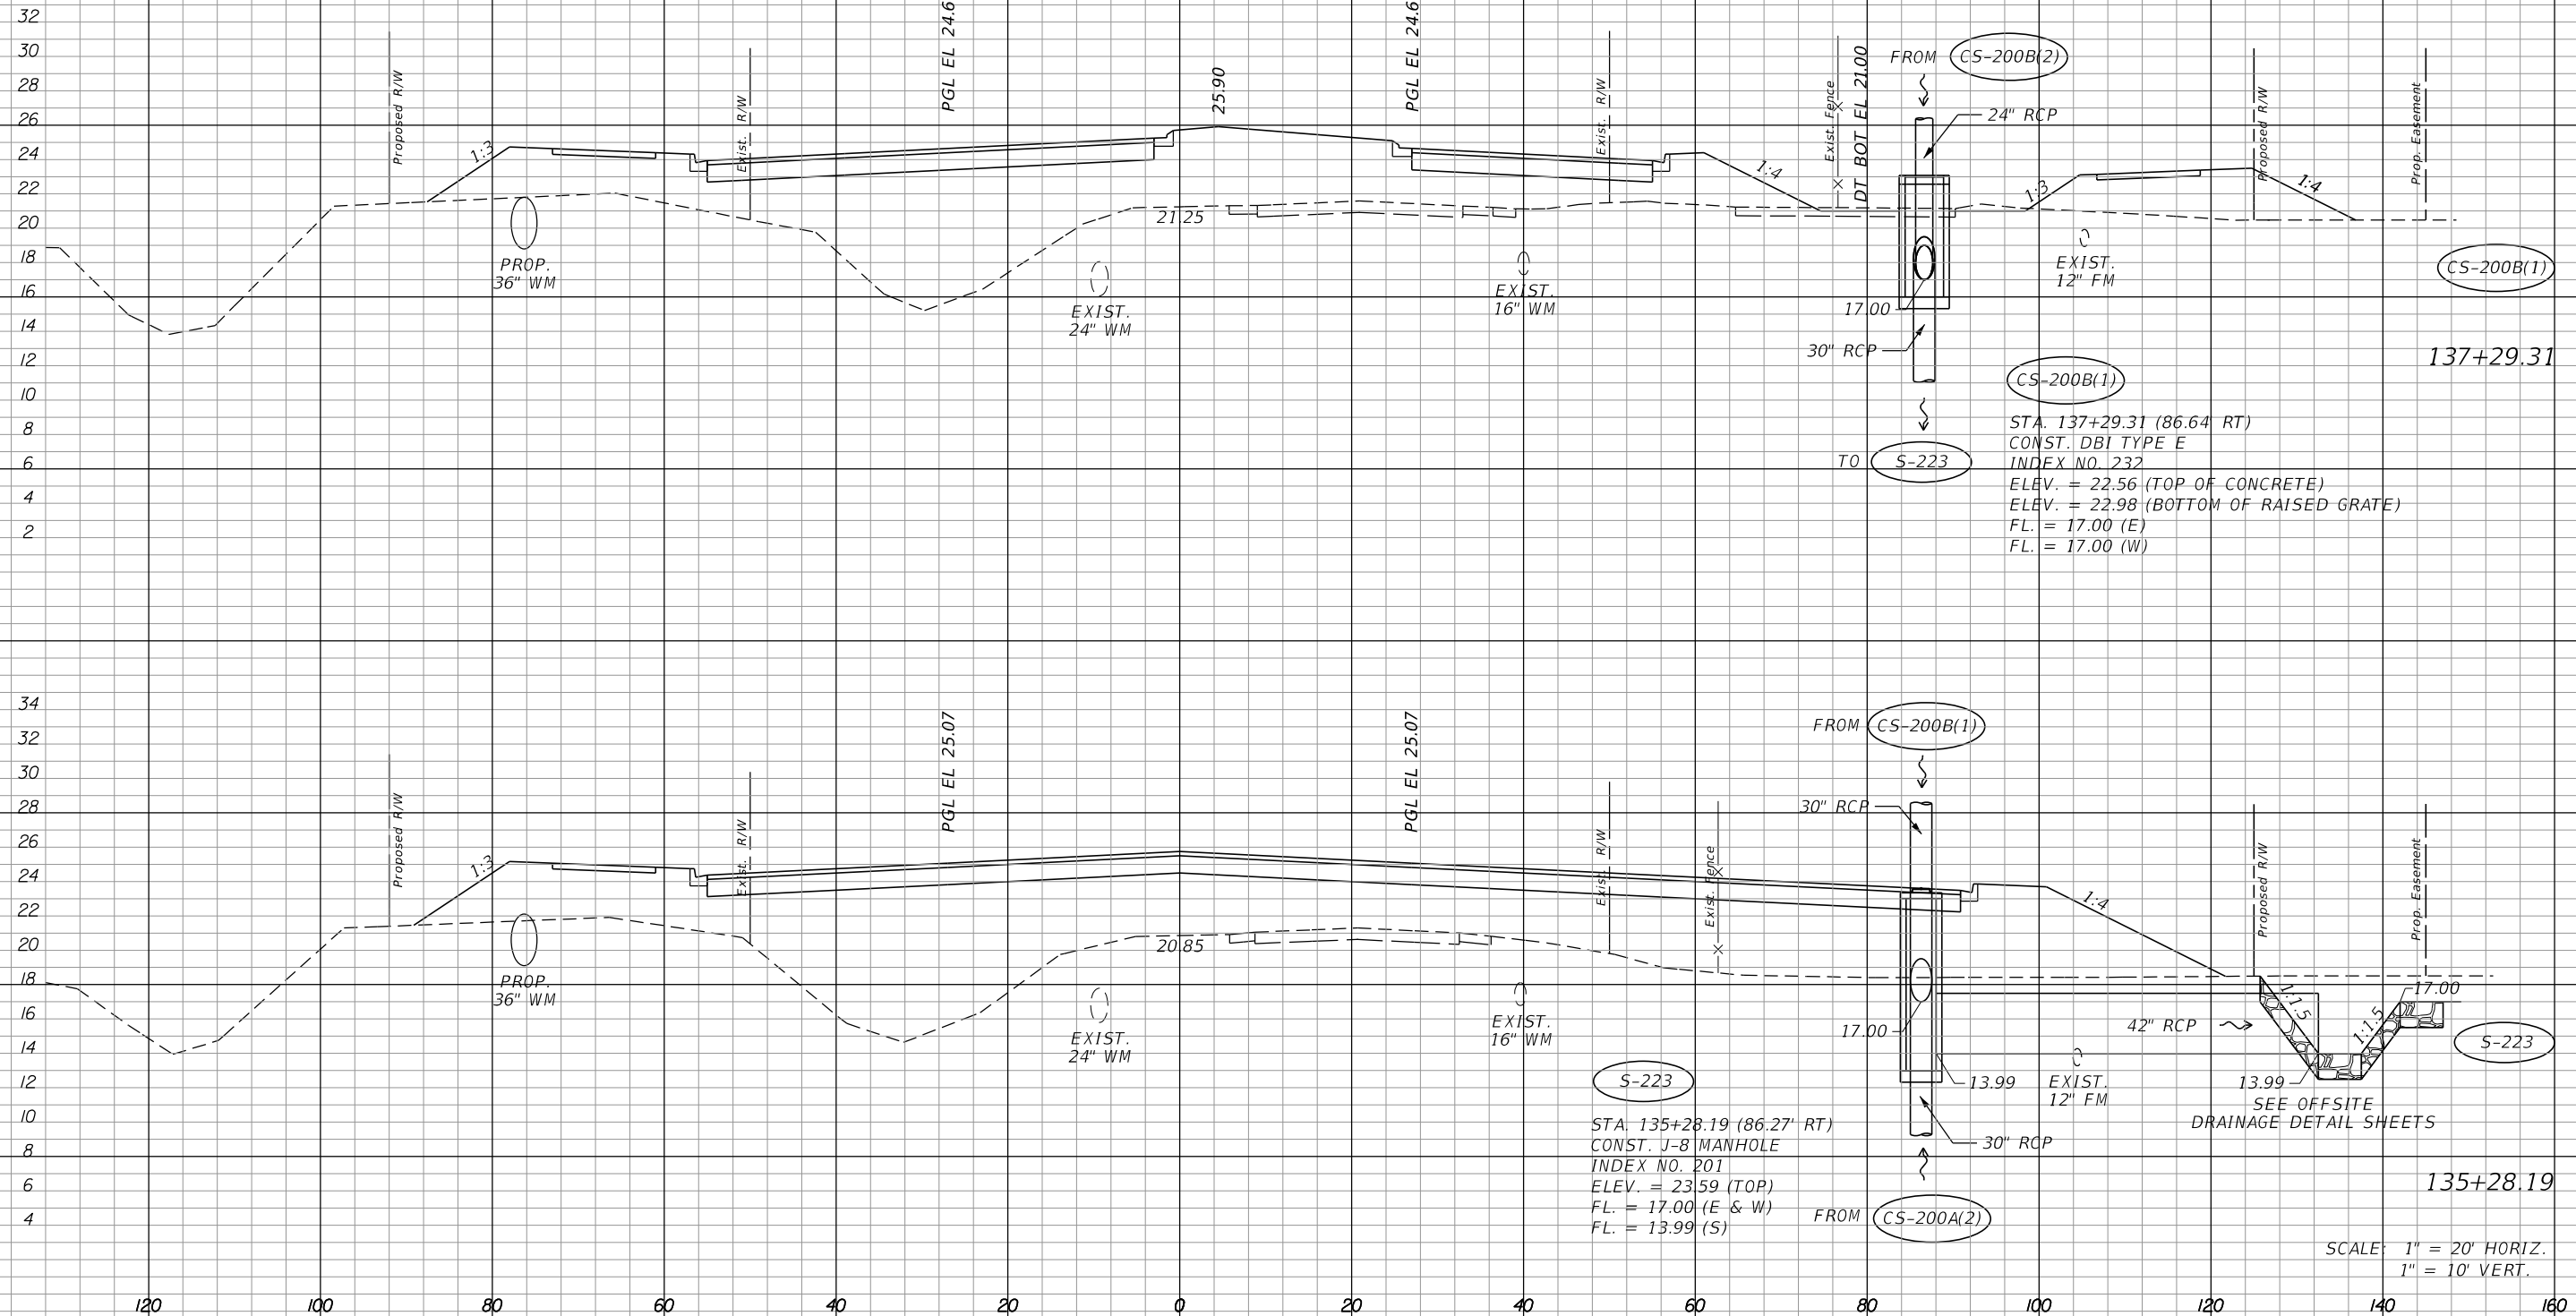 32
30
28
26
24
22
20
18
16
14
12
10
8
6
4
2
Proposed R/W
1:3
Exist. R/W
PGL EL 24.6
25.90
PGL EL 24.6
Exist. R/W
Exist. Fence
DT BOT EL 21.00
FROM CS-200B(2)
24" RCP
1:4
1:3
Proposed R/W
1:4
Prop. Easement
21.25
PROP.
36" WM
EXIST.
24" WM
EXIST.
16" WM
17.00
30" RCP
EXIST.
12" FM
CS-200B(1)
137+29.31
CS-200B(1)
TO S-223
STA. 137+29.31 (86.64' RT)
CONST. DBI TYPE E
INDEX NO. 232
ELEV. = 22.56 (TOP OF CONCRETE)
ELEV. = 22.98 (BOTTOM OF RAISED GRATE)
FL. = 17.00 (E)
FL. = 17.00 (W)
34
32
30
28
26
24
22
20
18
16
14
12
10
8
6
4
Proposed R/W
1:3
Exist. R/W
PGL EL 25.07
PGL EL 25.07
Exist. R/W
Exist. Fence
FROM CS-200B(1)
30" RCP
1:4
Proposed R/W
Prop. Easement
20.85
PROP.
36" WM
EXIST.
24" WM
EXIST.
16" WM
17.00
13.99
EXIST.
12" FM
42" RCP
1:1.5
1:1.5
17.00
13.99
S-223
SEE OFFSITE
DRAINAGE DETAIL SHEETS
30" RCP
S-223
STA. 135+28.19 (86.27' RT)
CONST. J-8 MANHOLE
INDEX NO. 201
ELEV. = 23.59 (TOP)
FL. = 17.00 (E & W)
FL. = 13.99 (S)
FROM CS-200A(2)
135+28.19
SCALE: 1" = 20' HORIZ.
1" = 10' VERT.
120 100 80 60 40 20 0 20 40 60 80 100 120 140 160